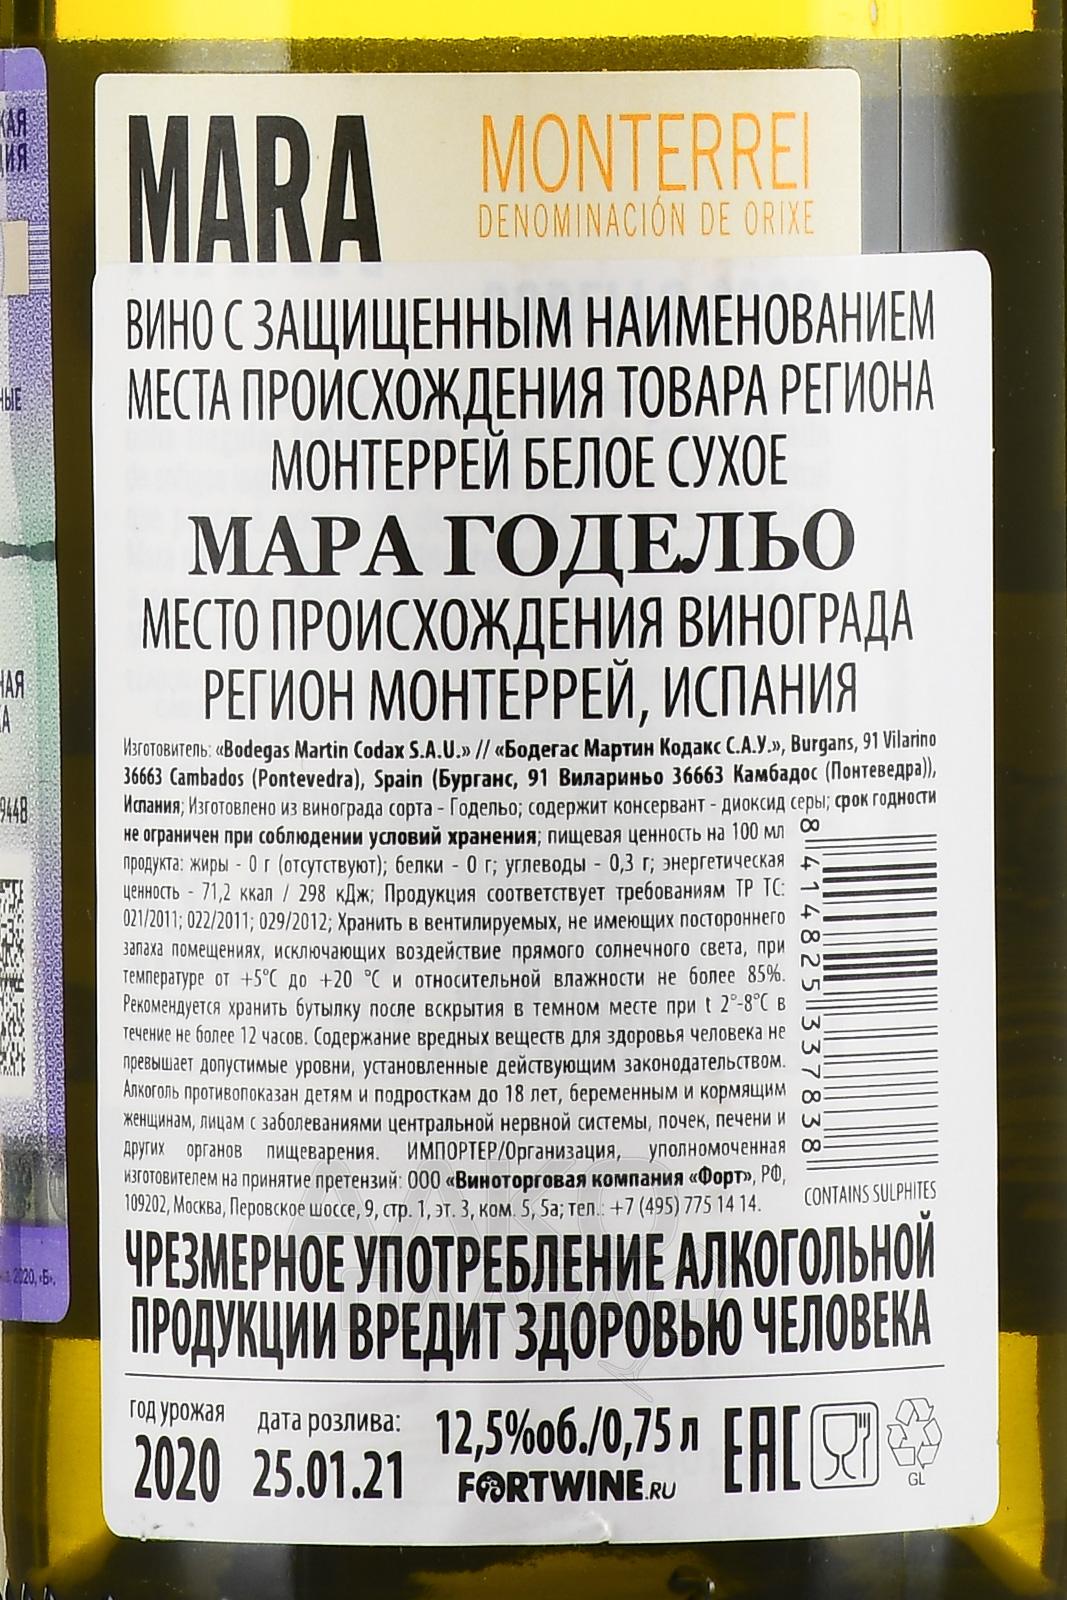 КАЯ
ЦИЯ
НЫЕ
НАЯ
КА
9448
2020, «Б».
MARA
MONTERREI
DENOMINACIÓN DE ORIXE
ВИНО С ЗАЩИЩЕННЫМ НАИМЕНОВАНИЕМ
МЕСТА ПРОИСХОЖДЕНИЯ ТОВАРА РЕГИОНА
МОНТЕРРЕЙ БЕЛОЕ СУХОЕ
МАРА ГОДЕЛЬО
МЕСТО ПРОИСХОЖДЕНИЯ ВИНОГРАДА
РЕГИОН МОНТЕРРЕЙ, ИСПАНИЯ
Изготовитель: «Bodegas Martin Codax S.A.U.» // «Бодегас Мартин Кодакс С.А.У.», Burgans, 91 Vilarino
36663 Cambados (Pontevedra), Spain (Бурганс, 91 Вилариньо 36663 Камбадос (Понтеведра)),
Испания; Изготовлено из винограда сорта - Годельо; содержит консервант - диоксид серы; срок годности
не ограничен при соблюдении условий хранения; пищевая ценность на 100 мл
продукта: жиры - 0 г (отсутствуют); белки - 0 г; углеводы - 0,3 г; энергетическая
ценность - 71,2 ккал / 298 кДж; Продукция соответствует требованиям ТР ТС:
021/2011; 022/2011; 029/2012; Хранить в вентилируемых, не имеющих постороннего
запаха помещениях, исключающих воздействие прямого солнечного света, при
температуре от +5°С до +20 °С и относительной влажности не более 85%.
Рекомендуется хранить бутылку после вскрытия в темном месте при t 2°-8°С в
течение не более 12 часов. Содержание вредных веществ для здоровья человека не
превышает допустимые уровни, установленные действующим законодательством.
Алкоголь противопоказан детям и подросткам до 18 лет, беременным и кормящим
женщинам, лицам с заболеваниями центральной нервной системы, почек, печени и
других органов пищеварения. ИМПОРТЕР/Организация, уполномоченная
изготовителем на принятие претензий: ООО «Виноторговая компания «Форт», РФ,
109202, Москва, Перовское шоссе, 9, стр. 1, эт. 3, ком. 5, 5а; тел.: +7 (495) 775 14 14.
8 414825 337838
CONTAINS SULPHITES
ЧРЕЗМЕРНОЕ УПОТРЕБЛЕНИЕ АЛКОГОЛЬНОЙ
ПРОДУКЦИИ ВРЕДИТ ЗДОРОВЬЮ ЧЕЛОВЕКА
год урожая
2020
дата розлива:
25.01.21
12,5%об./0,75 л
FORTWINE.RU
ЕАС
GL